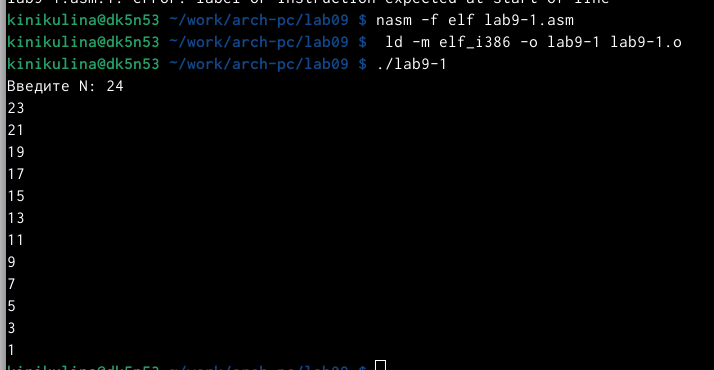 lab9-1.asm:1: error: label or instruction expected at start of line
kinikulina@dk5n53 ~/work/arch-pc/lab09 $ nasm -f elf lab9-1.asm
kinikulina@dk5n53 ~/work/arch-pc/lab09 $  ld -m elf_i386 -o lab9-1 lab9-1.o
kinikulina@dk5n53 ~/work/arch-pc/lab09 $ ./lab9-1
Введите N: 24
23
21
19
17
15
13
11
9
7
5
3
1
kinikulina@dk5n53 ~/work/arch-pc/lab09 $